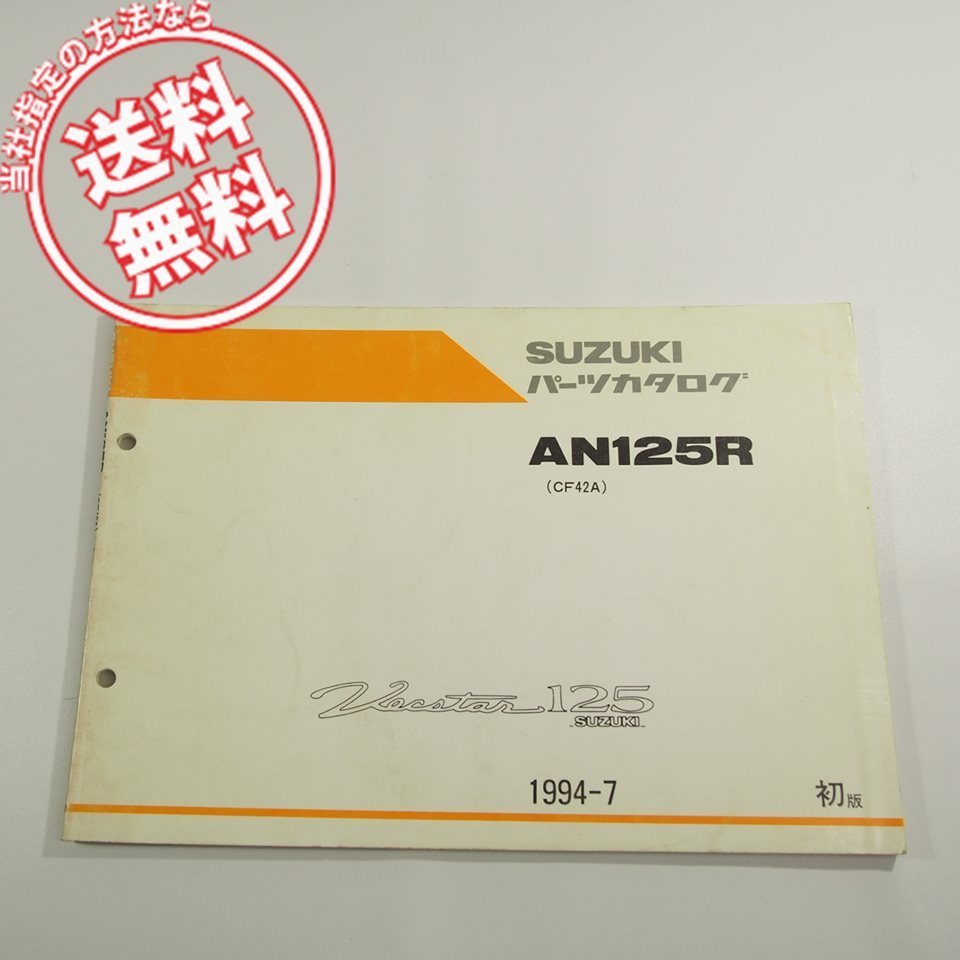 当社指定の方法なら
送料
無料
SUZUKI
パーツカタログ
AN125R
(CF42A)
Vecstar 125
SUZUKI
1994-7
初版